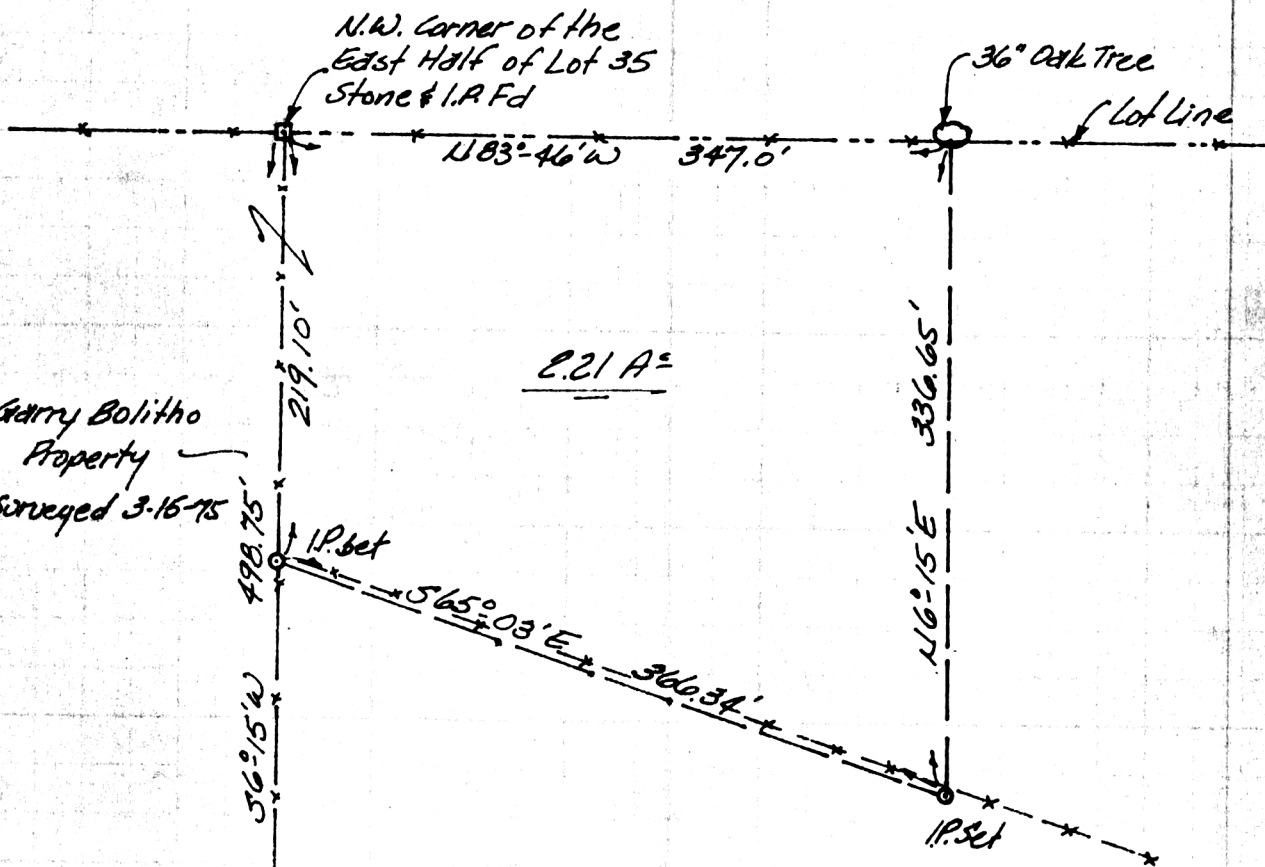 N.W. Corner of the
East Half of Lot 35
Stone & I.P. Fd
36" Oak Tree
Lot Line
N83°-46'W 347.0'
219.10'
2.21 Ac
336.65'
N6°-15'E
Garry Bolitho
Property
Surveyed 3-15-75
498.75'
S6°-15'W
I.P. Set
S65°-03'E 366.34'
I.P. Set